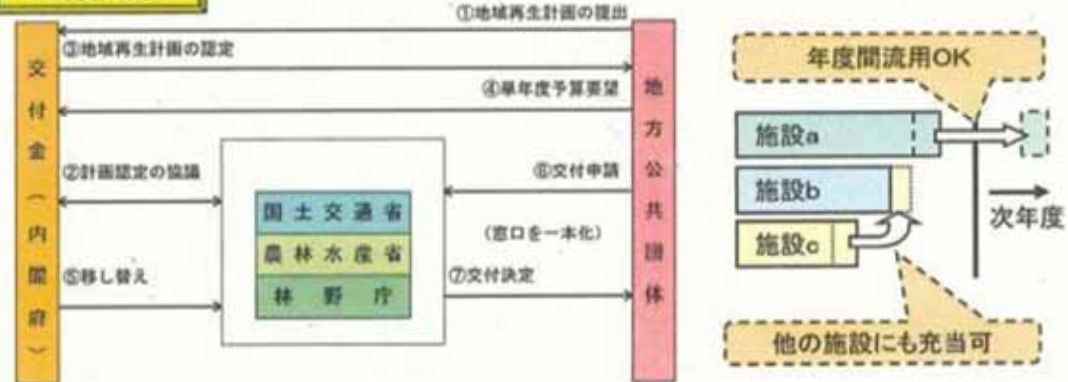 ①地域再生計画の提出
③地域再生計画の認定
④単年度予算要望
②計画認定の協議
⑥交付申請
(窓口を一本化)
⑤移し替え
⑦交付決定
交付金(内閣府)
国土交通省
農林水産省
林野庁
地方公共団体
年度間流用OK
施設a
施設b
施設c
次年度
他の施設にも充当可